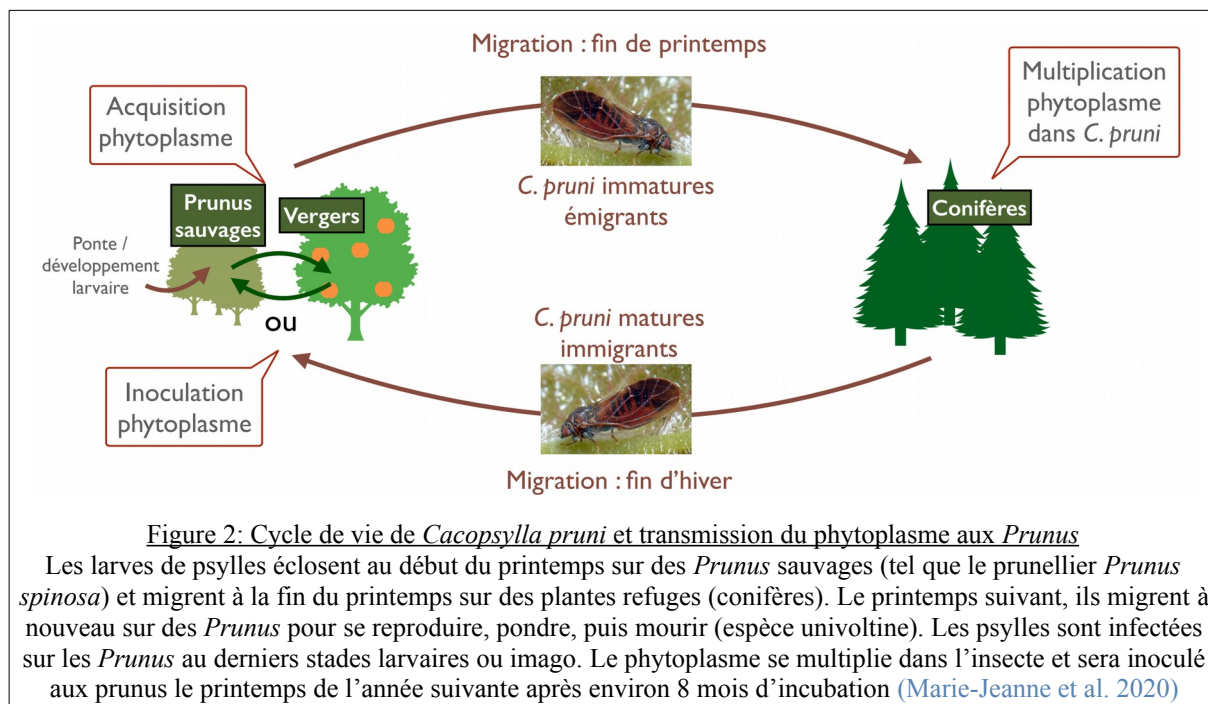 Migration : fin de printemps
Acquisition
phytoplasme
Multiplication
phytoplasme
dans C. pruni
C. pruni immatures
émigrants
Prunus
sauvages
Vergers
Conifères
Ponte /
développement
larvaire
ou
C. pruni matures
immigrants
Inoculation
phytoplasme
Migration : fin d'hiver
Figure 2: Cycle de vie de Cacopsylla pruni et transmission du phytoplasme aux Prunus
Les larves de psylles éclosent au début du printemps sur des Prunus sauvages (tel que le prunellier Prunus
spinosa) et migrent à la fin du printemps sur des plantes refuges (conifères). Le printemps suivant, ils migrent à
nouveau sur des Prunus pour se reproduire, pondre, puis mourir (espèce univoltine). Les psylles sont infectées
sur les Prunus au derniers stades larvaires ou imago. Le phytoplasme se multiplie dans l'insecte et sera inoculé
aux prunus le printemps de l'année suivante après environ 8 mois d'incubation (Marie-Jeanne et al. 2020)